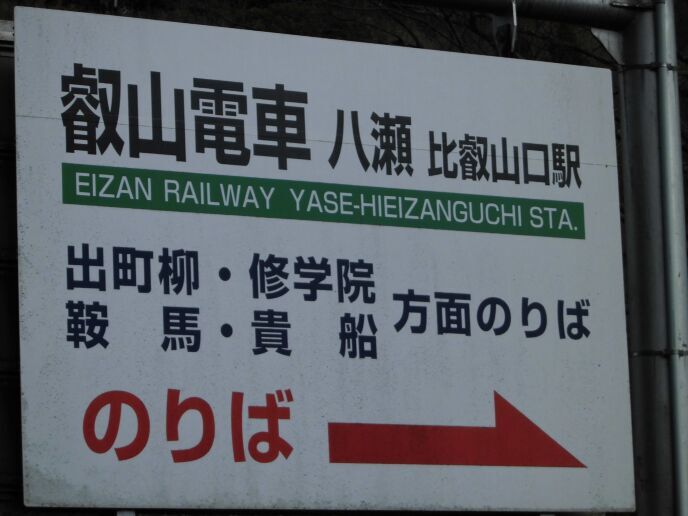 叡山電車 八瀬 比叡山口駅
EIZAN RAILWAY YASE-HIEIZANGUCHI STA.
出町柳・修学院
鞍馬・貴船
方面のりば
のりば